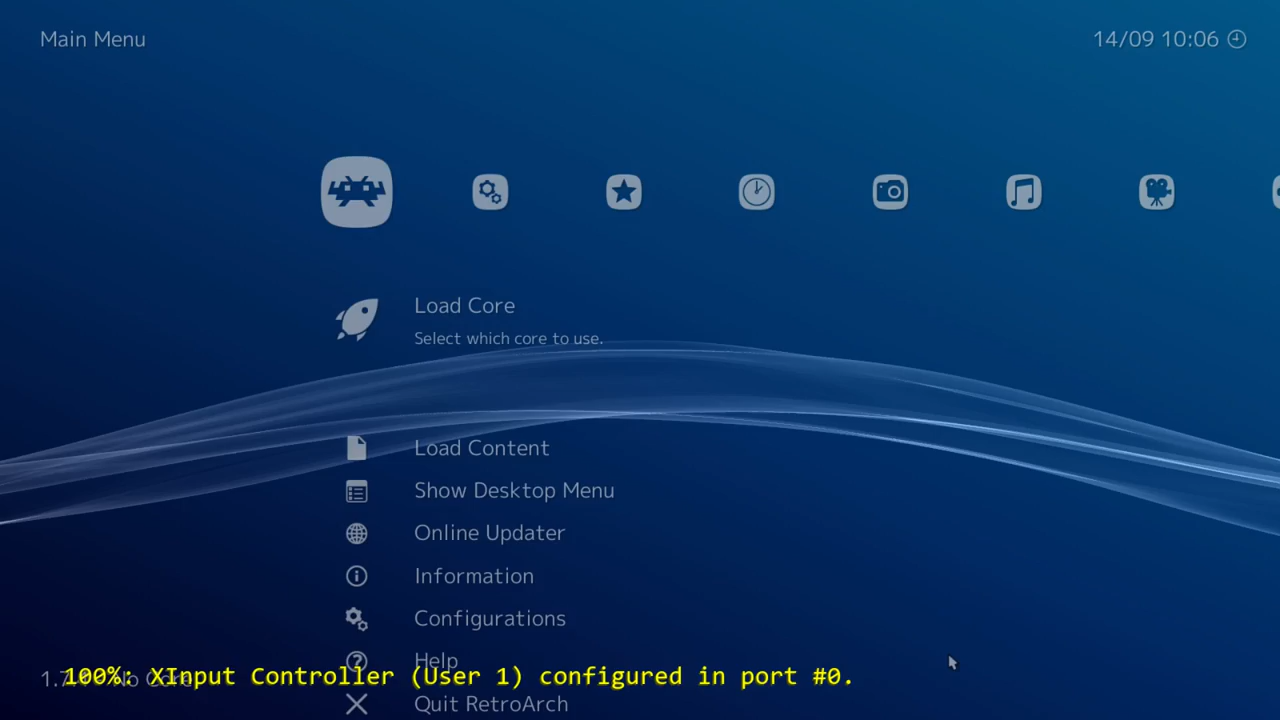 Main Menu
14/09 10:06
Load Core
Select which core to use.
Load Content
Show Desktop Menu
Online Updater
Information
Configurations
Help
100%: XInput Controller (User 1) configured in port #0.
Quit RetroArch